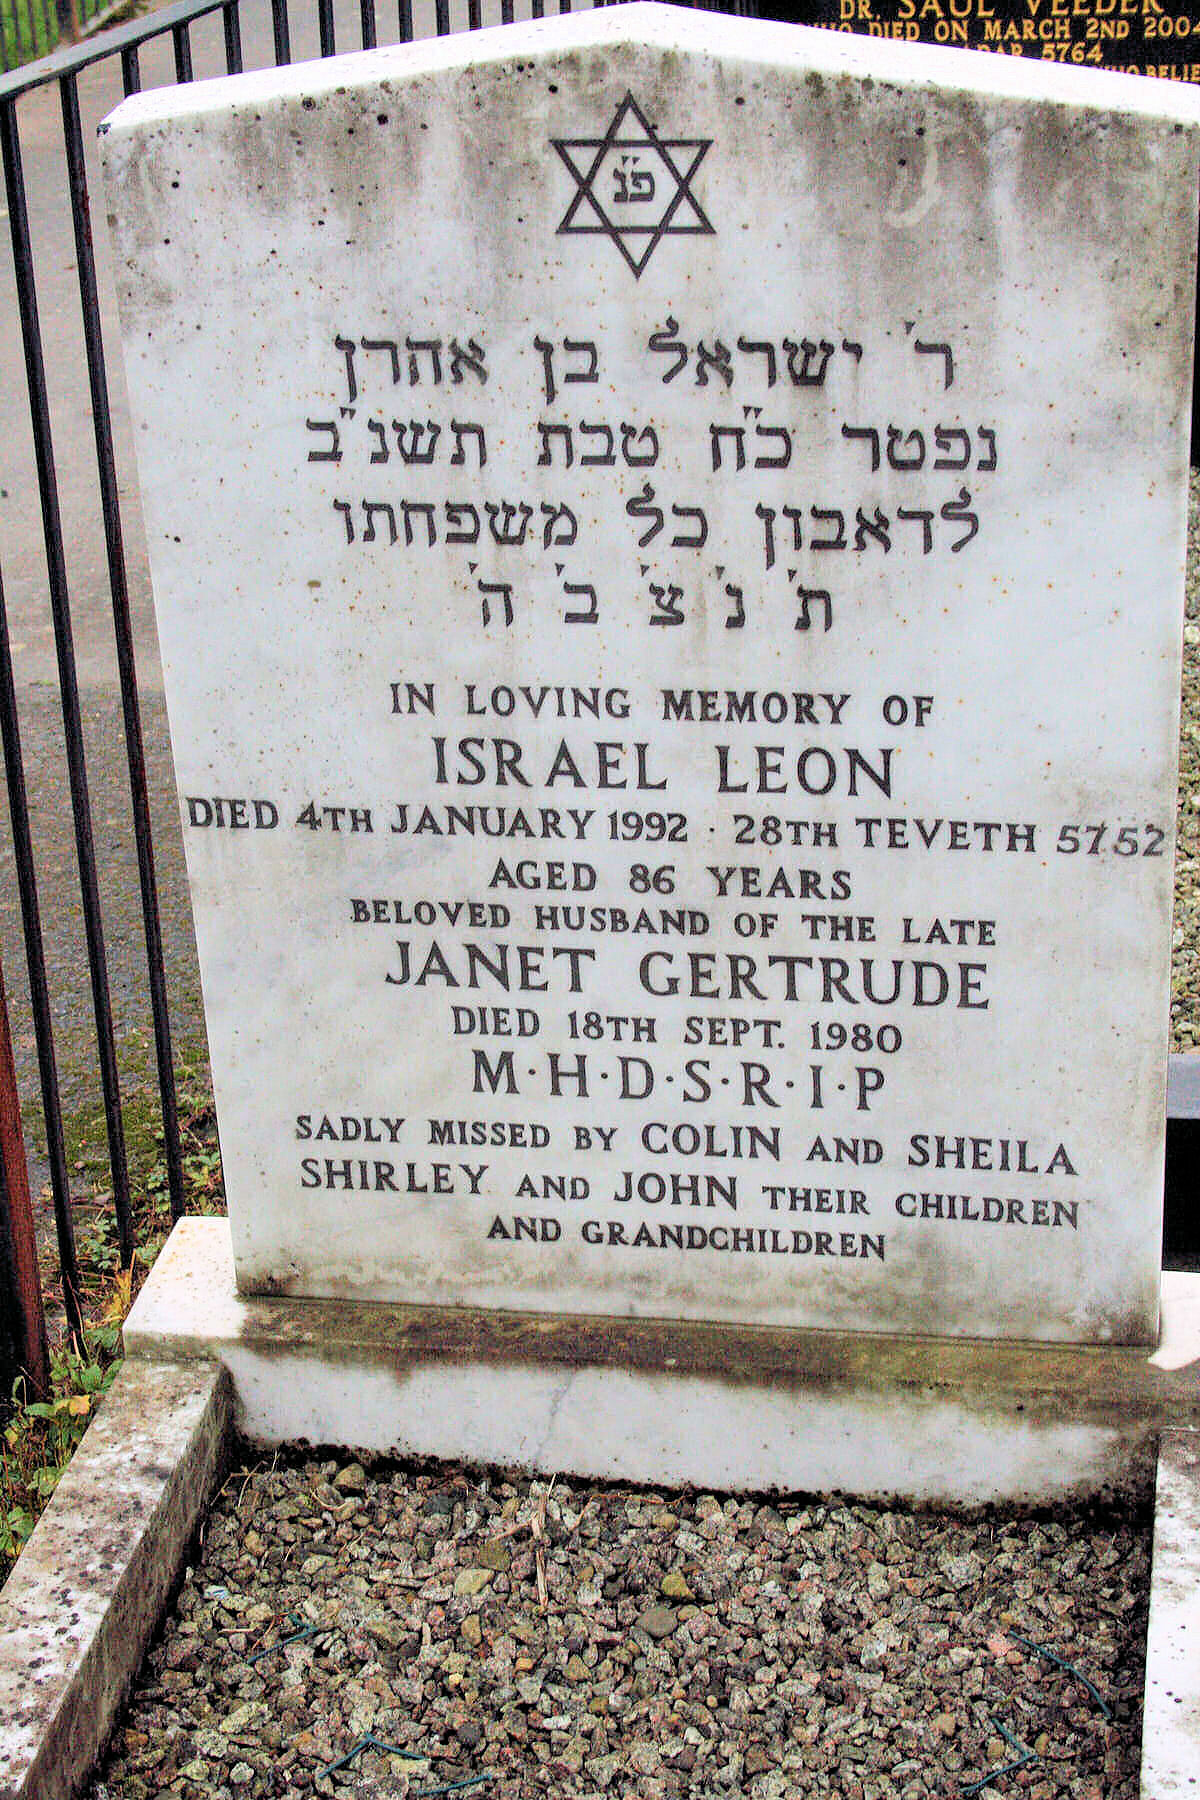 DR. SAUL VEEDER
WHO DIED ON MARCH 2ND 2004
ADAR 5764
פ״נ
ר׳ ישראל בן אהרן
נפטר כ״ח טבת תשנ״ב
לדאבון כל משפחתו
ת׳ נ׳ צ׳ ב׳ ה׳
IN LOVING MEMORY OF
ISRAEL LEON
DIED 4TH JANUARY 1992 · 28TH TEVETH 5752
AGED 86 YEARS
BELOVED HUSBAND OF THE LATE
JANET GERTRUDE
DIED 18TH SEPT. 1980
M·H·D·S·R·I·P
SADLY MISSED BY COLIN AND SHEILA
SHIRLEY AND JOHN THEIR CHILDREN
AND GRANDCHILDREN